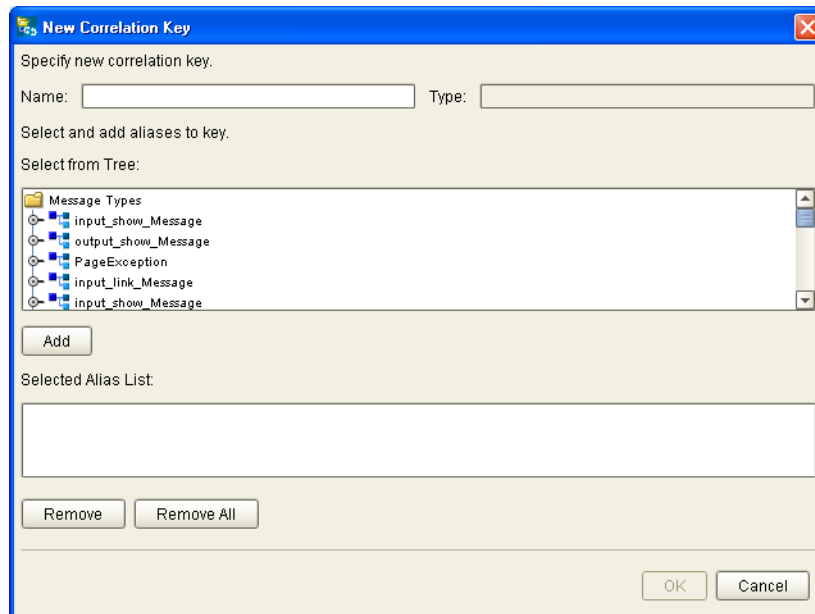 New Correlation Key
Specify new correlation key.
Name: Type:
Select and add aliases to key.
Select from Tree:
Message Types
input_show_Message
output_show_Message
PageException
input_link_Message
input_show_Message
Add
Selected Alias List:
Remove Remove All
OK Cancel